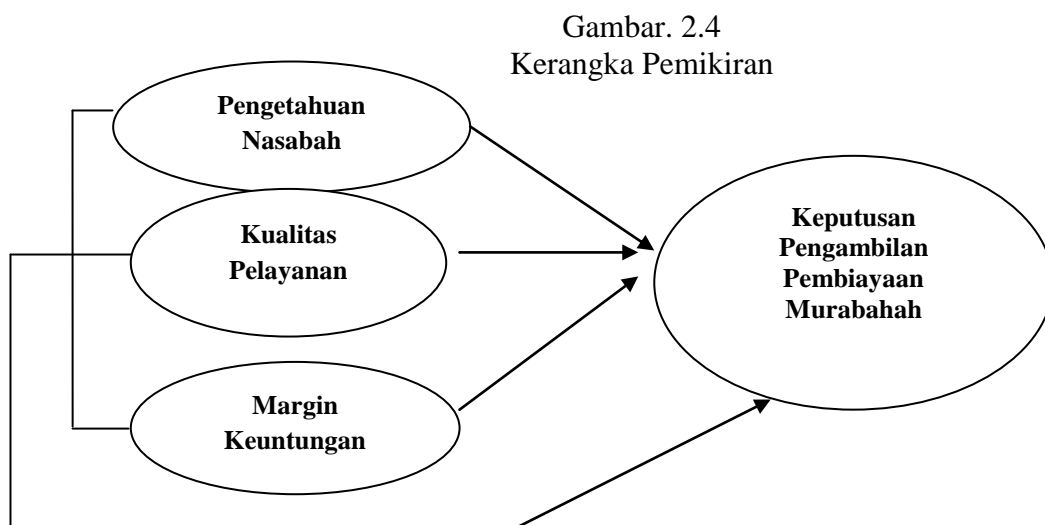 Gambar. 2.4
Kerangka Pemikiran
Pengetahuan
Nasabah
Kualitas
Pelayanan
Margin
Keuntungan
Keputusan
Pengambilan
Pembiayaan
Murabahah